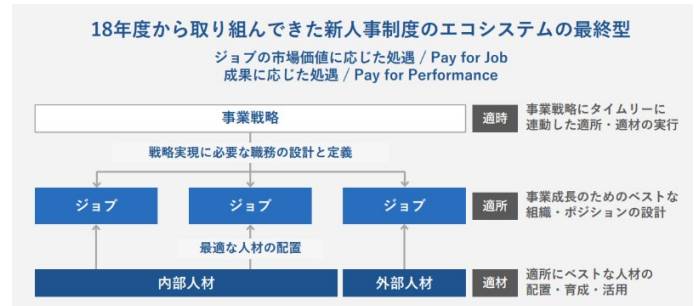 18年度から取り組んできた新人事制度のエコシステムの最終型
ジョブの市場価値に応じた処遇 / Pay for Job
成果に応じた処遇 / Pay for Performance
事業戦略
適時
事業戦略にタイムリーに
連動した適所・適材の実行
戦略実現に必要な職務の設計と定義
ジョブ
ジョブ
ジョブ
適所
事業成長のためのベストな
組織・ポジションの設計
最適な人材の配置
内部人材
外部人材
適材
適所にベストな人材の
配置・育成・活用